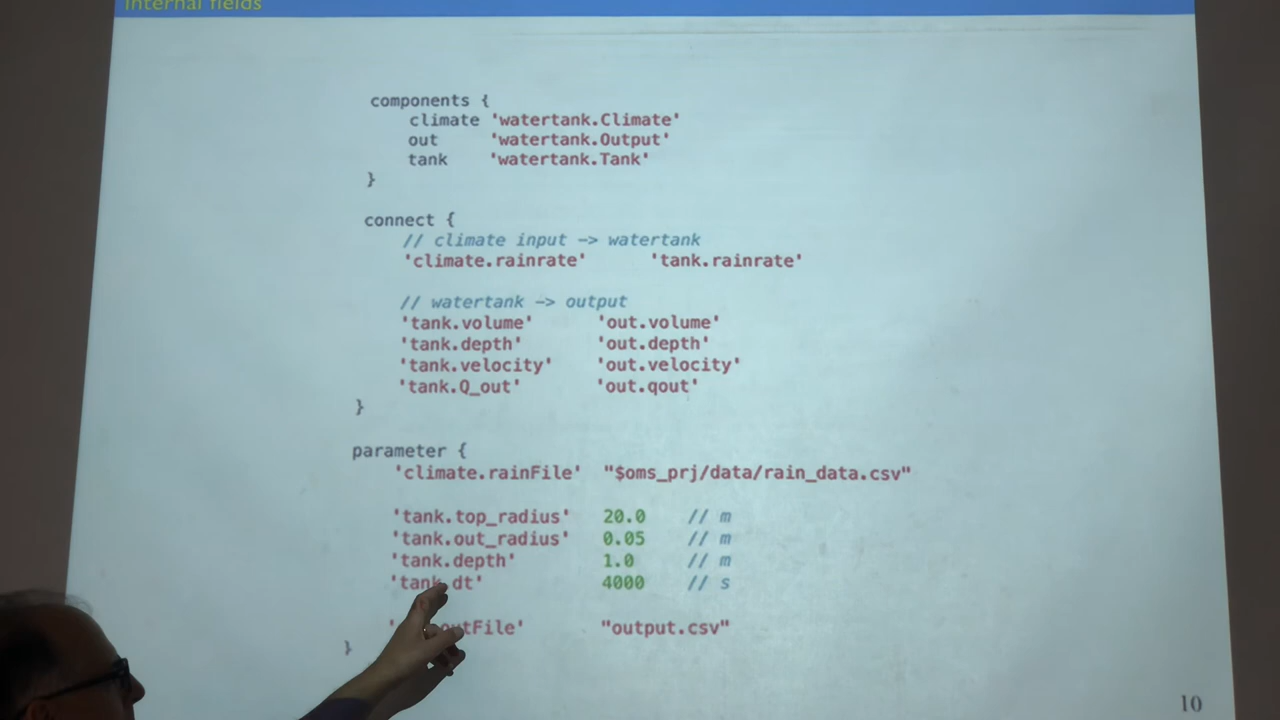 Internal fields
components {
climate 'watertank.Climate'
out 'watertank.Output'
tank 'watertank.Tank'
}
connect {
// climate input -> watertank
'climate.rainrate' 'tank.rainrate'
// watertank -> output
'tank.volume' 'out.volume'
'tank.depth' 'out.depth'
'tank.velocity' 'out.velocity'
'tank.Q_out' 'out.qout'
}
parameter {
'climate.rainFile' "$oms_prj/data/rain_data.csv"
'tank.top_radius' 20.0 // m
'tank.out_radius' 0.05 // m
'tank.depth' 1.0 // m
'tank.dt' 4000 // s
"output.csv"
}
10